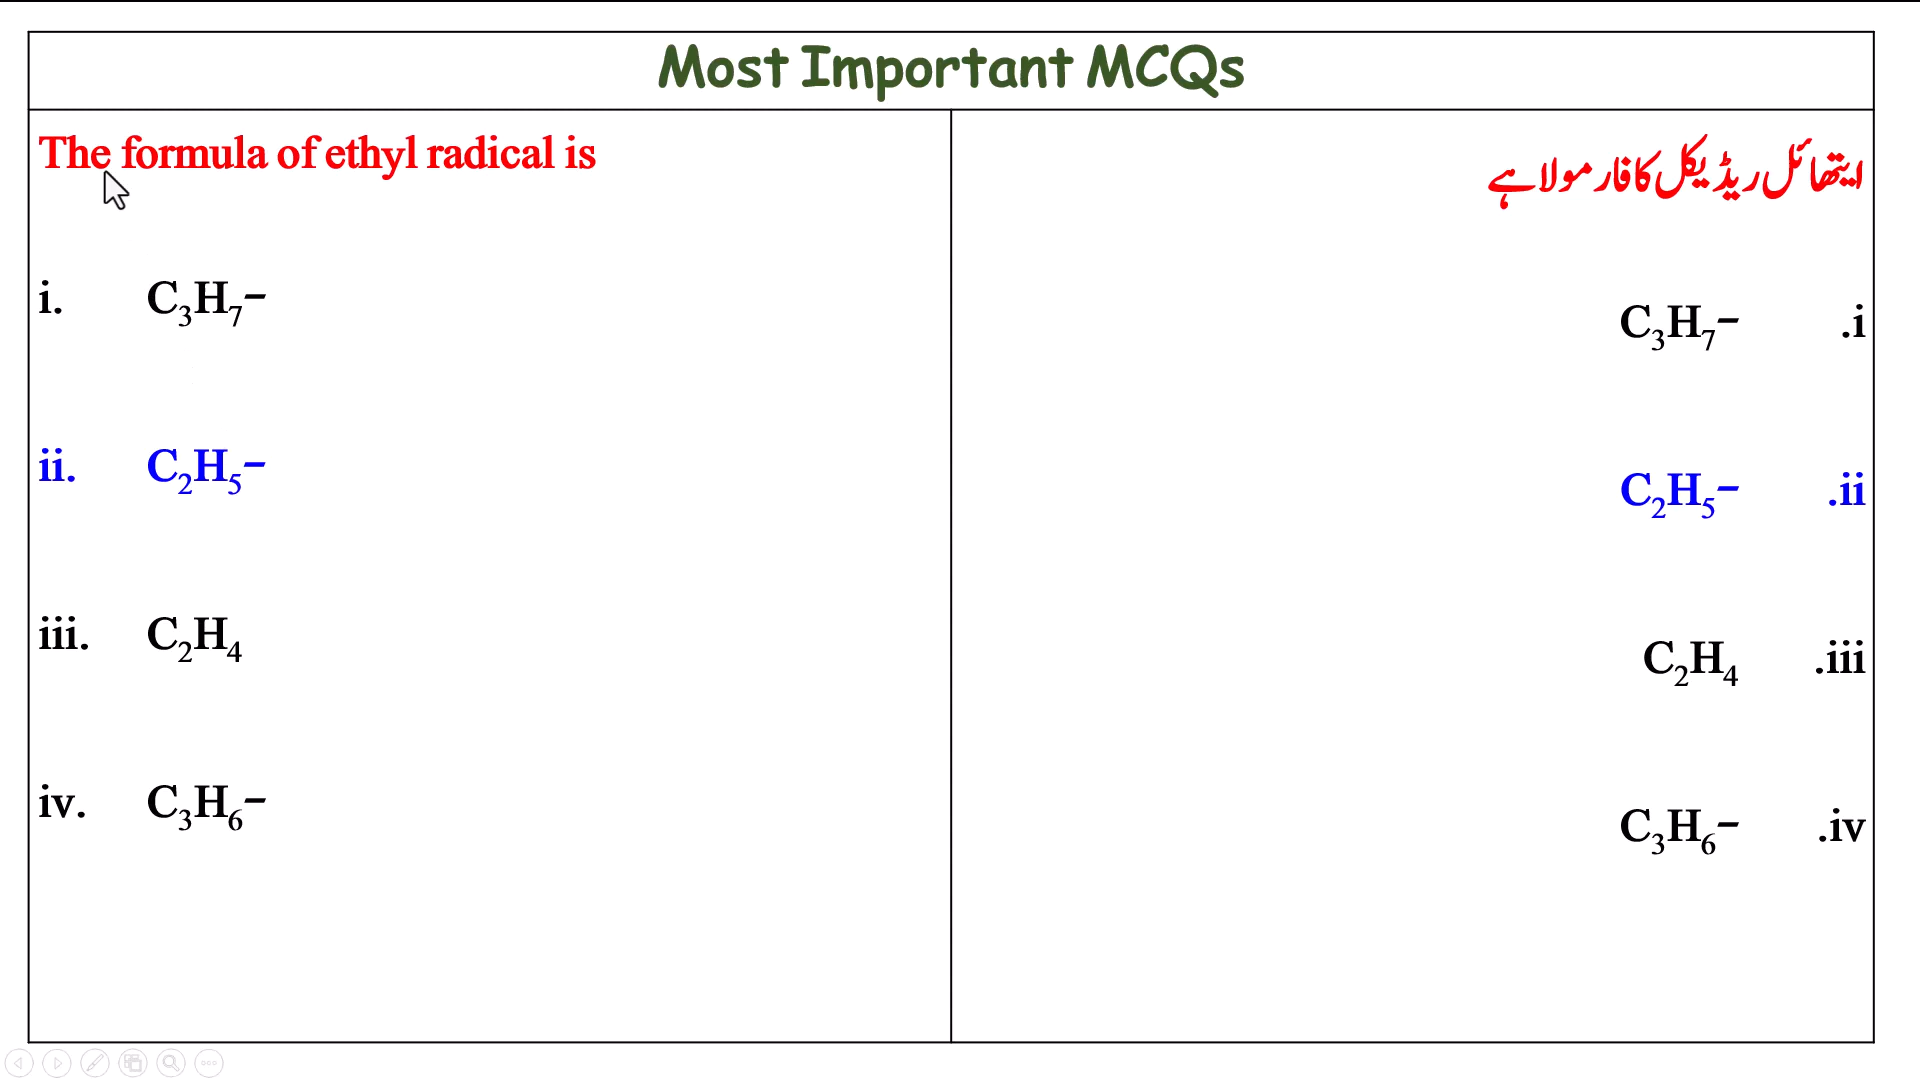 Most Important MCQs
The formula of ethyl radical is
i. C₃H₇–
ii. C₂H₅–
iii. C₂H₄
iv. C₃H₆–
ایتھائل ریڈیکل کا فارمولا ہے
C₃H₇– .i
C₂H₅– .ii
C₂H₄ .iii
C₃H₆– .iv